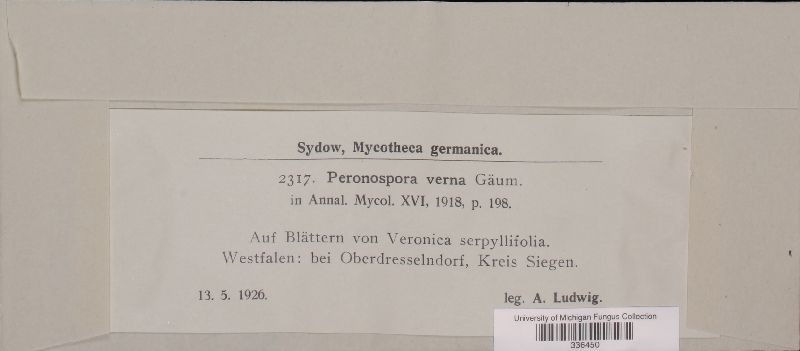 Sydow, Mycotheca germanica.
2317. Peronospora verna Gäum.
in Annal. Mycol. XVI, 1918, p. 198.
Auf Blättern von Veronica serpyllifolia.
Westfalen: bei Oberdresselndorf, Kreis Siegen.
13. 5. 1926. leg. A. Ludwig.
University of Michigan Fungus Collection
336450